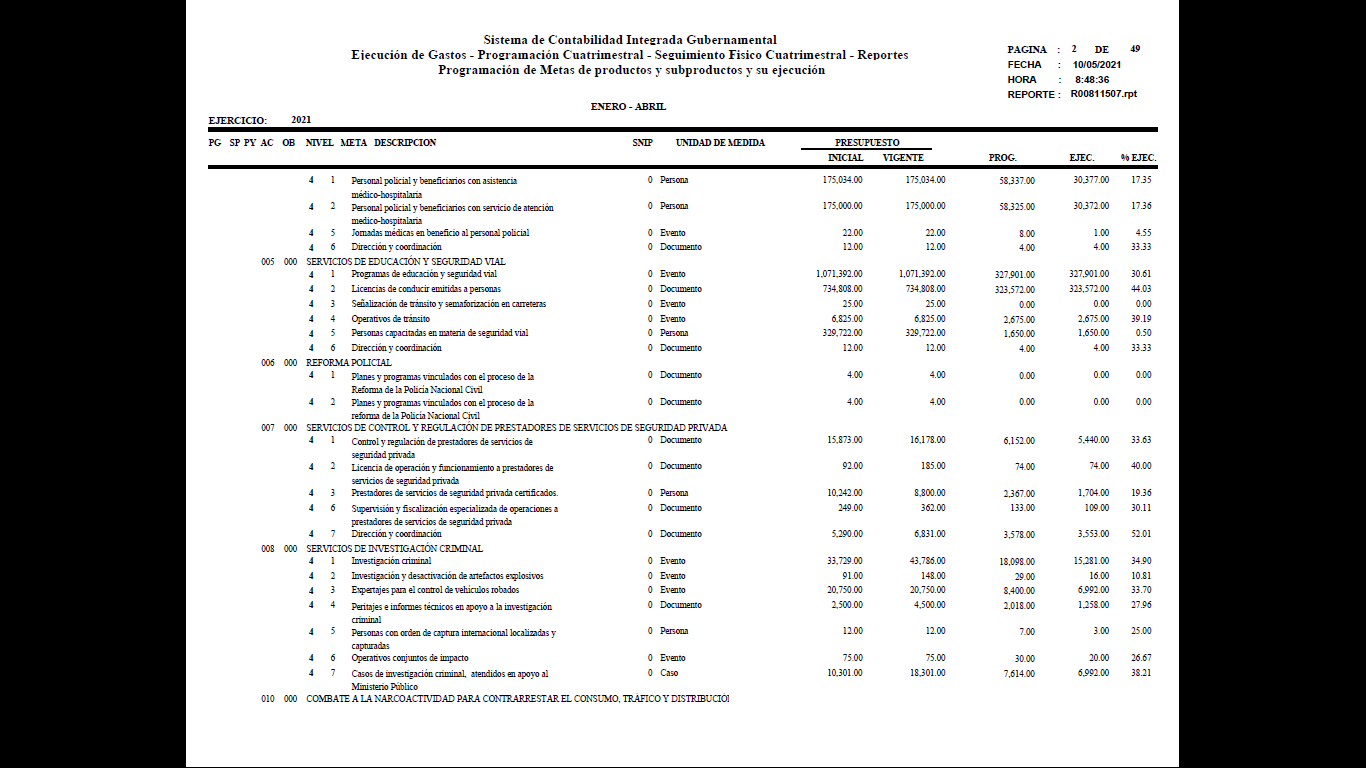 Sistema de Contabilidad Integrada Gubernamental
Ejecución de Gastos - Programación Cuatrimestral - Seguimiento Fisico Cuatrimestral - Reportes
Programación de Metas de productos y subproductos y su ejecución
PAGINA : 2 DE 49
FECHA : 10/05/2021
HORA : 8:48:36
REPORTE : R00811507.rpt
ENERO - ABRIL
EJERCICIO: 2021
PG SP PY AC OB NIVEL META DESCRIPCION SNIP UNIDAD DE MEDIDA PRESUPUESTO
INICIAL VIGENTE PROG. EJEC. % EJEC.
4 1 Personal policial y beneficiarios con asistencia 0 Persona 175,034.00 175,034.00 58,337.00 30,377.00 17.35
médico-hospitalaria
4 2 Personal policial y beneficiarios con servicio de atención 0 Persona 175,000.00 175,000.00 58,325.00 30,372.00 17.36
medico-hospitalaria
4 5 Jornadas médicas en beneficio al personal policial 0 Evento 22.00 22.00 8.00 1.00 4.55
4 6 Dirección y coordinación 0 Documento 12.00 12.00 4.00 4.00 33.33
005 000 SERVICIOS DE EDUCACIÓN Y SEGURIDAD VIAL
4 1 Programas de educación y seguridad vial 0 Evento 1,071,392.00 1,071,392.00 327,901.00 327,901.00 30.61
4 2 Licencias de conducir emitidas a personas 0 Documento 734,808.00 734,808.00 323,572.00 323,572.00 44.03
4 3 Señalización de tránsito y semaforización en carreteras 0 Evento 25.00 25.00 0.00 0.00 0.00
4 4 Operativos de tránsito 0 Evento 6,825.00 6,825.00 2,675.00 2,675.00 39.19
4 5 Personas capacitadas en materia de seguridad vial 0 Persona 329,722.00 329,722.00 1,650.00 1,650.00 0.50
4 6 Dirección y coordinación 0 Documento 12.00 12.00 4.00 4.00 33.33
006 000 REFORMA POLICIAL
4 1 Planes y programas vinculados con el proceso de la 0 Documento 4.00 4.00 0.00 0.00 0.00
Reforma de la Policía Nacional Civil
4 2 Planes y programas vinculados con el proceso de la 0 Documento 4.00 4.00 0.00 0.00 0.00
reforma de la Policía Nacional Civil
007 000 SERVICIOS DE CONTROL Y REGULACIÓN DE PRESTADORES DE SERVICIOS DE SEGURIDAD PRIVADA
4 1 Control y regulación de prestadores de servicios de 0 Documento 15,873.00 16,178.00 6,152.00 5,440.00 33.63
seguridad privada
4 2 Licencia de operación y funcionamiento a prestadores de 0 Documento 92.00 185.00 74.00 74.00 40.00
servicios de seguridad privada
4 3 Prestadores de servicios de seguridad privada certificados. 0 Persona 10,242.00 8,800.00 2,367.00 1,704.00 19.36
4 6 Supervisión y fiscalización especializada de operaciones a 0 Documento 249.00 362.00 133.00 109.00 30.11
prestadores de servicios de seguridad privada
4 7 Dirección y coordinación 0 Documento 5,290.00 6,831.00 3,578.00 3,553.00 52.01
008 000 SERVICIOS DE INVESTIGACIÓN CRIMINAL
4 1 Investigación criminal 0 Evento 33,729.00 43,786.00 18,098.00 15,281.00 34.90
4 2 Investigación y desactivación de artefactos explosivos 0 Evento 91.00 148.00 29.00 16.00 10.81
4 3 Expertajes para el control de vehículos robados 0 Evento 20,750.00 20,750.00 8,400.00 6,992.00 33.70
4 4 Peritajes e informes técnicos en apoyo a la investigación 0 Documento 2,500.00 4,500.00 2,018.00 1,258.00 27.96
criminal
4 5 Personas con orden de captura internacional localizadas y 0 Persona 12.00 12.00 7.00 3.00 25.00
capturadas
4 6 Operativos conjuntos de impacto 0 Evento 75.00 75.00 30.00 20.00 26.67
4 7 Casos de investigación criminal, atendidos en apoyo al 0 Caso 10,301.00 18,301.00 7,614.00 6,992.00 38.21
Ministerio Público
010 000 COMBATE A LA NARCOACTIVIDAD PARA CONTRARRESTAR EL CONSUMO, TRÁFICO Y DISTRIBUCIÓ